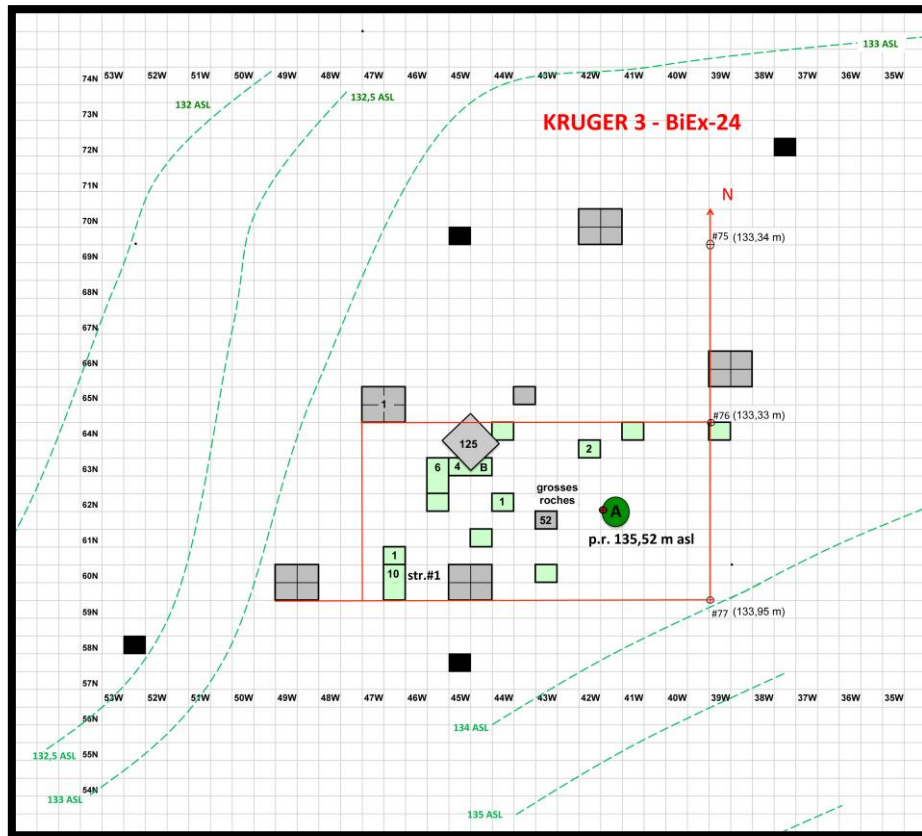 133 ASL
74N 53W 52W 51W 50W 49W 48W 47W 46W 45W 44W 43W 42W 41W 40W 39W 38W 37W 36W 35W
132 ASL
132,5 ASL
73N
KRUGER 3 - BiEx-24
72N
71N
N
70N
#75 (133,34 m)
69N
68N
67N
66N
65N
1
#76 (133,33 m)
64N
125
2
63N
6 4 B
grosses
roches
62N
1
52
A
p.r. 135,52 m asl
61N
1
60N
10
str.#1
59N
#77 (133,95 m)
58N
57N
53W 52W 51W 50W 49W 48W 47W 46W 45W 44W 43W 42W 41W 40W 39W 38W 37W 36W 35W
56N
134 ASL
55N
132,5 ASL
54N
133 ASL
135 ASL